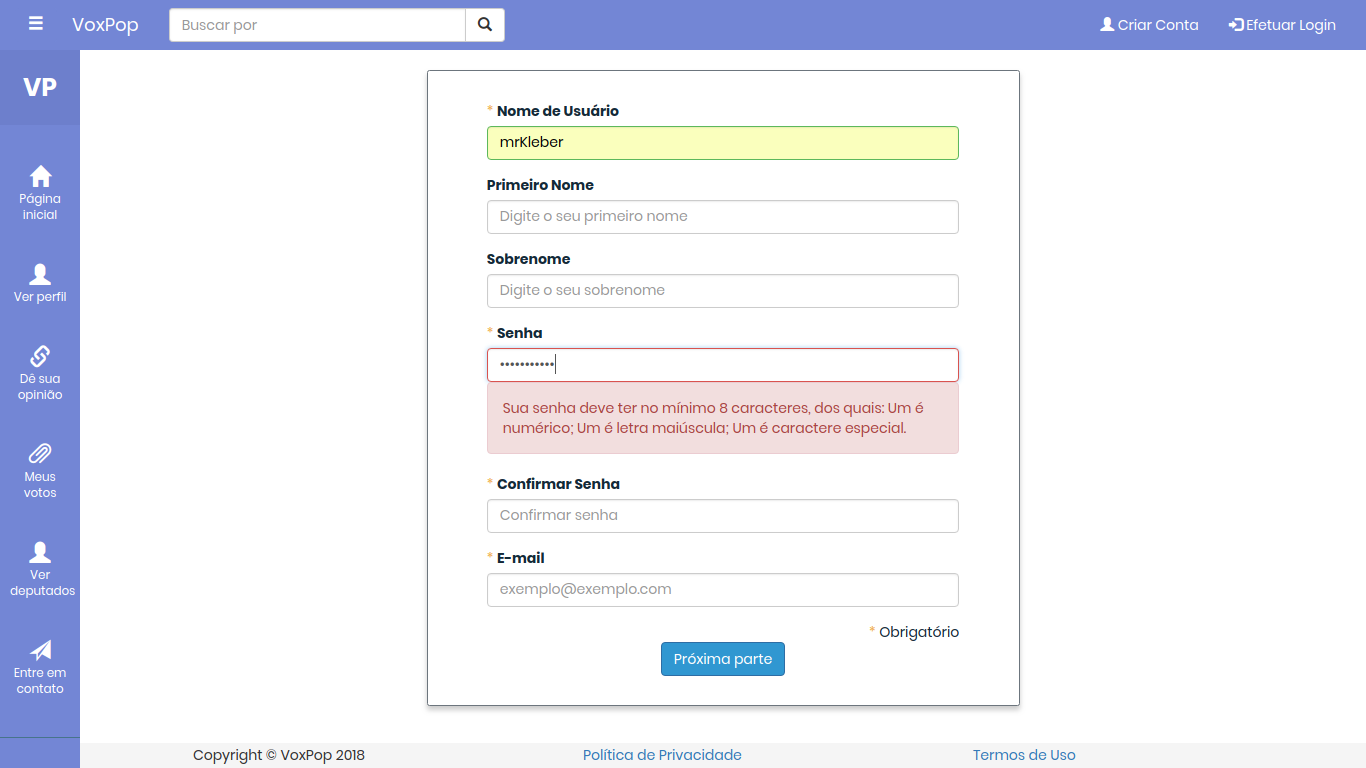 VoxPop
Buscar por
Criar Conta
Efetuar Login
VP
Página
inicial
Ver perfil
Dê sua
opinião
Meus
votos
Ver
deputados
Entre em
contato
* Nome de Usuário
mrKleber
Primeiro Nome
Digite o seu primeiro nome
Sobrenome
Digite o seu sobrenome
* Senha
•••••••••••
Sua senha deve ter no mínimo 8 caracteres, dos quais: Um é
numérico; Um é letra maiúscula; Um é caractere especial.
* Confirmar Senha
Confirmar senha
* E-mail
exemplo@exemplo.com
* Obrigatório
Próxima parte
Copyright © VoxPop 2018
Política de Privacidade
Termos de Uso